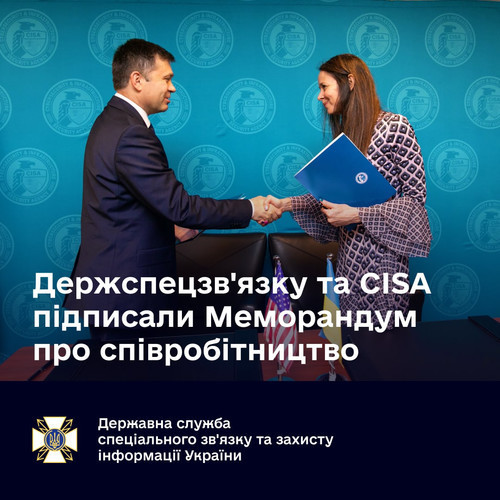 Держспецзв'язку та CISA
підписали Меморандум
про співробітництво
Державна служба
спеціального зв'язку та захисту
інформації України